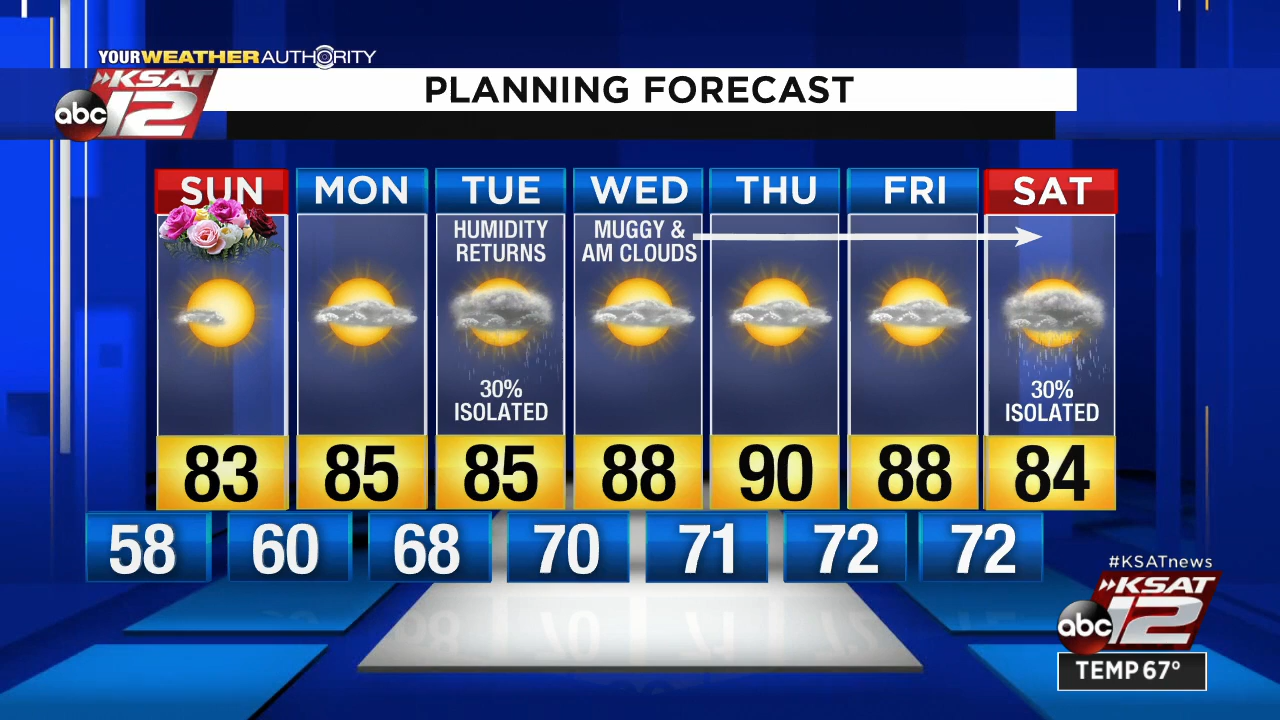 YOURWEATHERAUTHORITY
KSAT
abc 12
PLANNING FORECAST
SUN MON TUE WED THU FRI SAT
HUMIDITY RETURNS
MUGGY & AM CLOUDS
30% ISOLATED
30% ISOLATED
83 85 85 88 90 88 84
58 60 68 70 71 72 72
#KSATnews
KSAT
abc 12
TEMP 67°